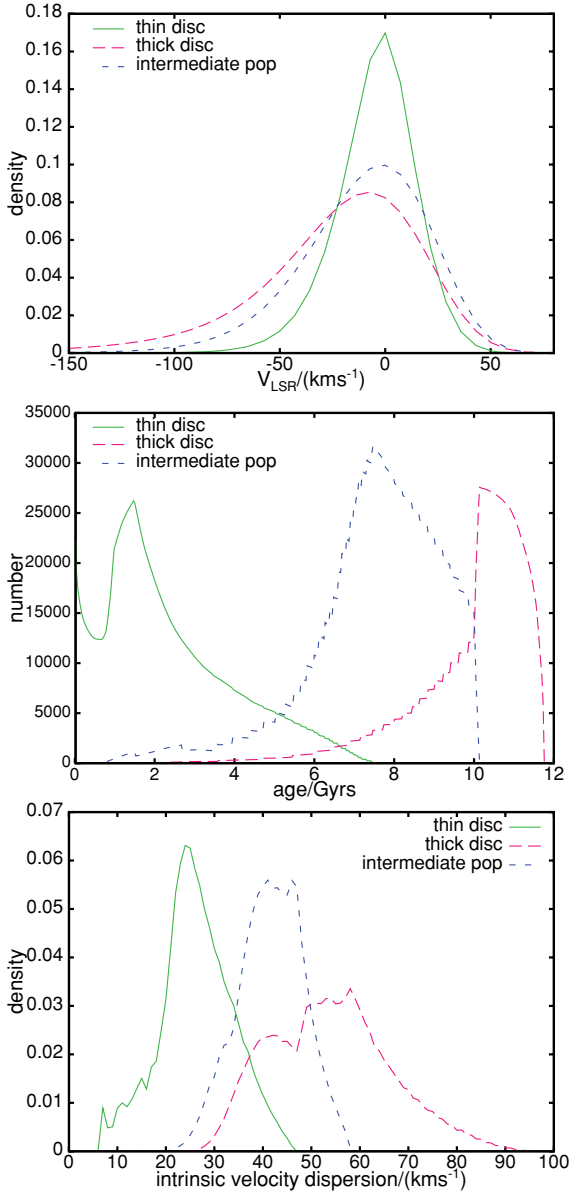 0.18
0.16
0.14
0.12
0.1
0.08
0.06
0.04
0.02
0
density
thin disc
thick disc
intermediate pop
-150 -100 -50 0 50
V_LSR/(kms⁻¹)
35000
30000
25000
20000
15000
10000
5000
0
number
thin disc
thick disc
intermediate pop
0 2 4 6 8 10 12
age/Gyrs
0.07
0.06
0.05
0.04
0.03
0.02
0.01
0
density
thin disc
thick disc
intermediate pop
0 10 20 30 40 50 60 70 80 90 100
intrinsic velocity dispersion/(kms⁻¹)